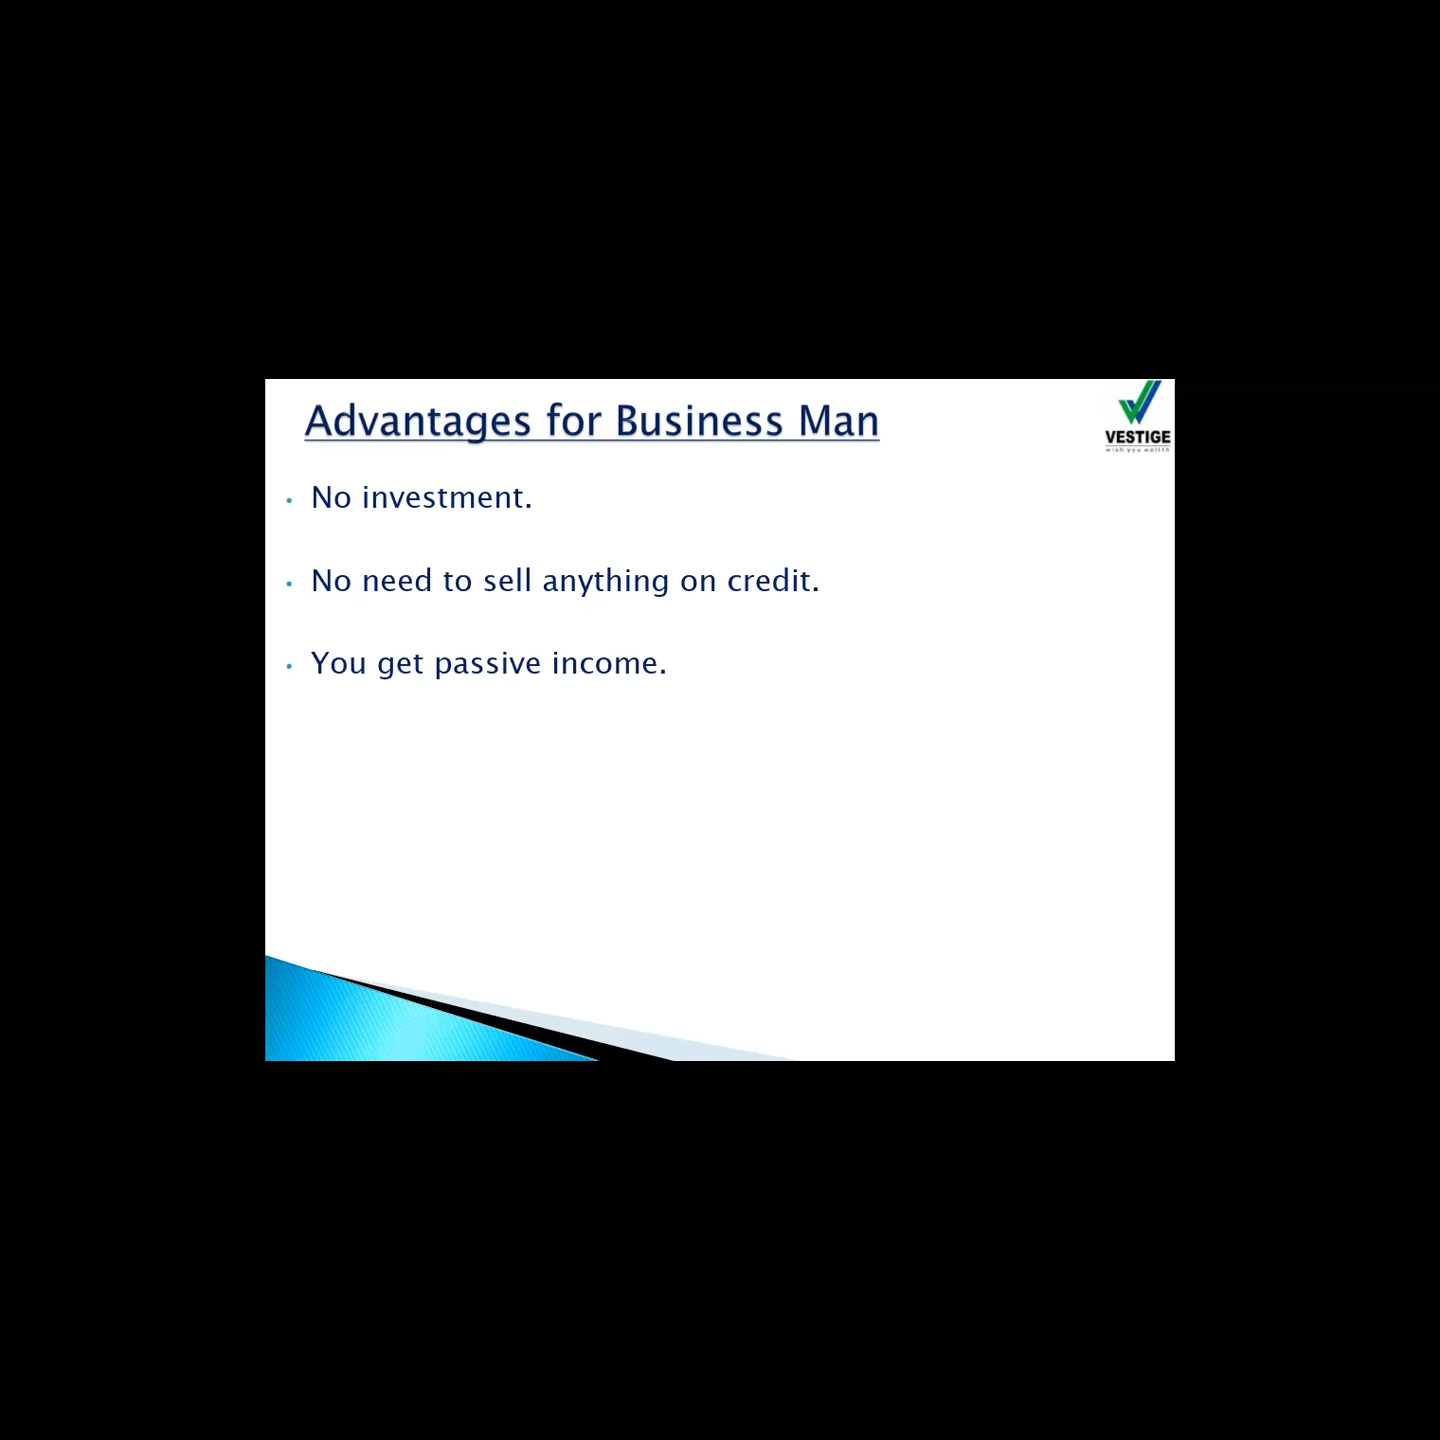 Advantages for Business Man
VESTIGE
wish you wellth
• No investment.
• No need to sell anything on credit.
• You get passive income.